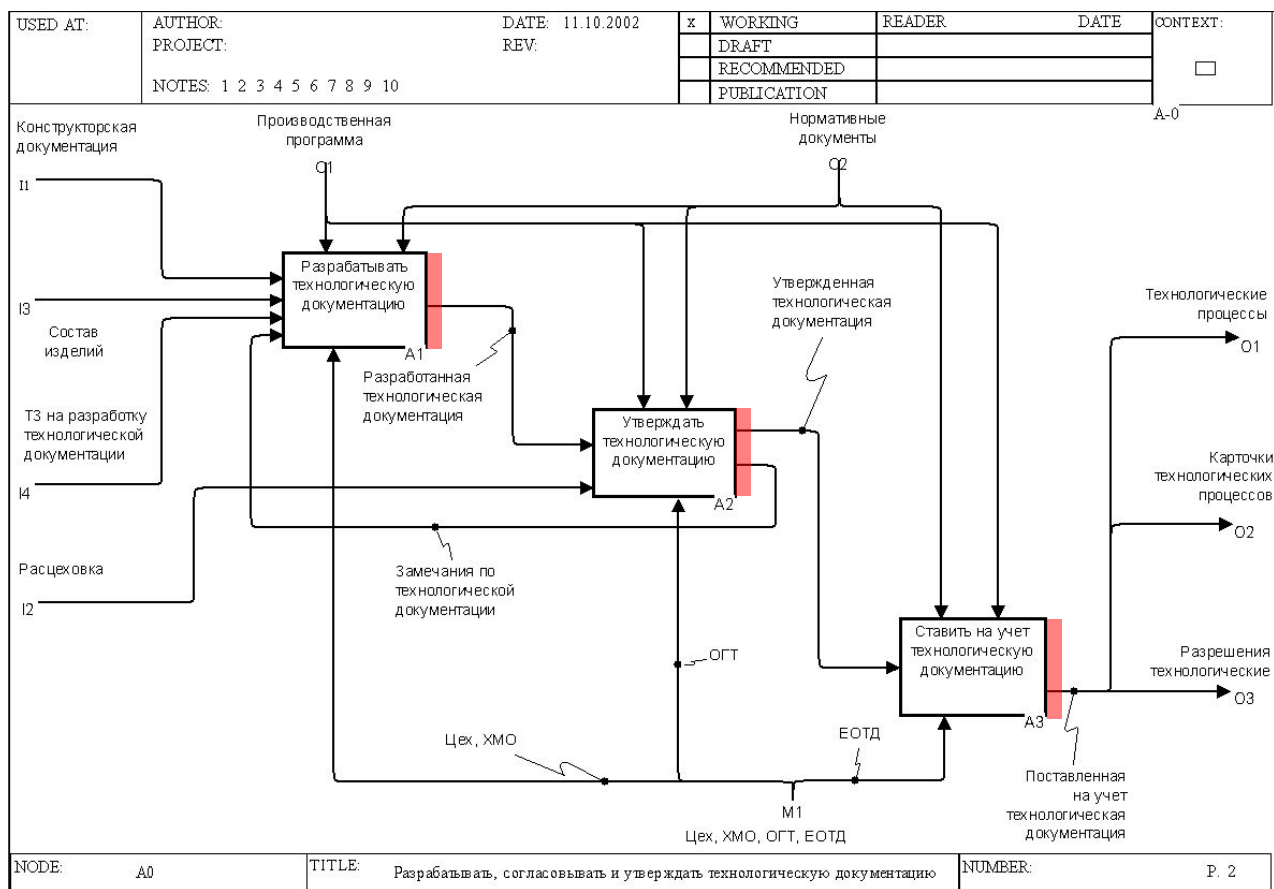 USED AT:
AUTHOR:
DATE: 11.10.2002
PROJECT:
REV:
NOTES: 1 2 3 4 5 6 7 8 9 10
x
WORKING
DRAFT
RECOMMENDED
PUBLICATION
READER
DATE
CONTEXT:
A-0
Конструкторская
документация
I1
Производственная
программа
C1
Нормативные
документы
C2
I3
Состав
изделий
ТЗ на разработку
технологической
документации
I4
Расцеховка
I2
Разрабатывать
технологическую
документацию
A1
Разработанная
технологическая
документация
Утверждать
технологическую
документацию
A2
Утвержденная
технологическая
документация
Замечания по
технологической
документации
Ставить на учет
технологическую
документацию
A3
Технологические
процессы
O1
Карточки
технологических
процессов
O2
Разрешения
технологические
O3
ОГТ
Цех, ХМО
ЕОТД
M1
Цех, ХМО, ОГТ, ЕОТД
Поставленная
на учет
технологическая
документация
NODE:
A0
TITLE:
Разрабатывать, согласовывать и утверждать технологическую документацию
NUMBER:
P. 2